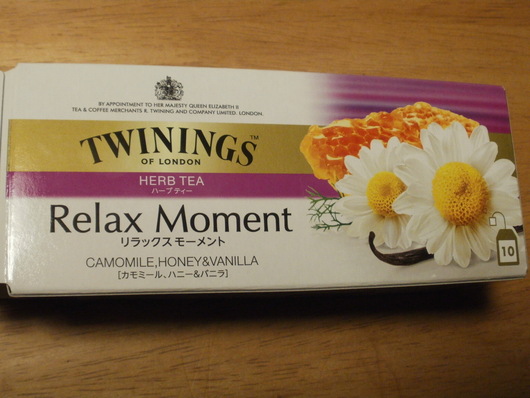 BY APPOINTMENT TO HER MAJESTY QUEEN ELIZABETH II
TEA & COFFEE MERCHANTS R. TWINING AND COMPANY LIMITED. LONDON.
TWININGS™
OF LONDON
HERB TEA
ハーブティー
Relax Moment
リラックスモーメント
CAMOMILE,HONEY&VANILLA
[カモミール、ハニー&バニラ]
10